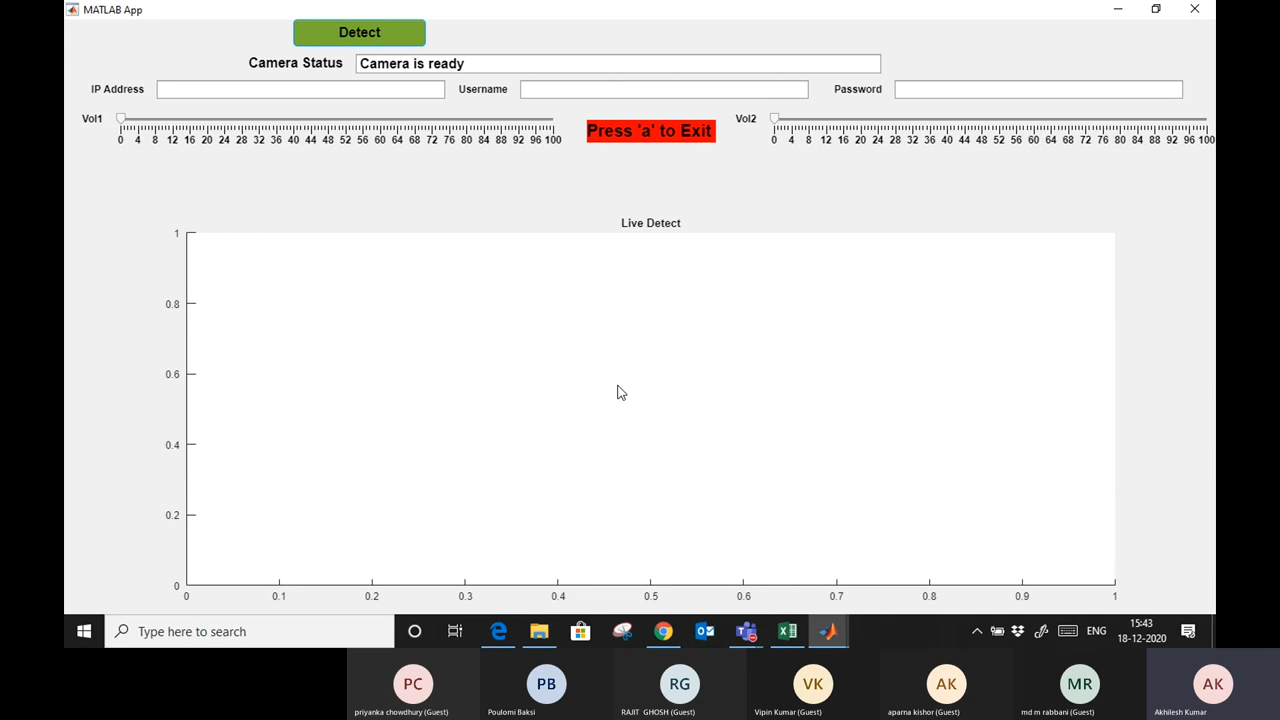 MATLAB App
Detect
Camera Status Camera is ready
IP Address Username Password
Vol1 Press 'a' to Exit Vol2
0 4 8 12 16 20 24 28 32 36 40 44 48 52 56 60 64 68 72 76 80 84 88 92 96 100 0 4 8 12 16 20 24 28 32 36 40 44 48 52 56 60 64 68 72 76 80 84 88 92 96 100
Live Detect
1
0.8
0.6
0.4
0.2
0
0 0.1 0.2 0.3 0.4 0.5 0.6 0.7 0.8 0.9 1
Type here to search ENG 15:43
18-12-2020
PC PB RG VK AK MR AK
priyanka chowdhury (Guest) Poulomi Baksi RAJIT GHOSH (Guest) Vipin Kumar (Guest) aparna kishor (Guest) md m rabbani (Guest) Akhilesh Kumar